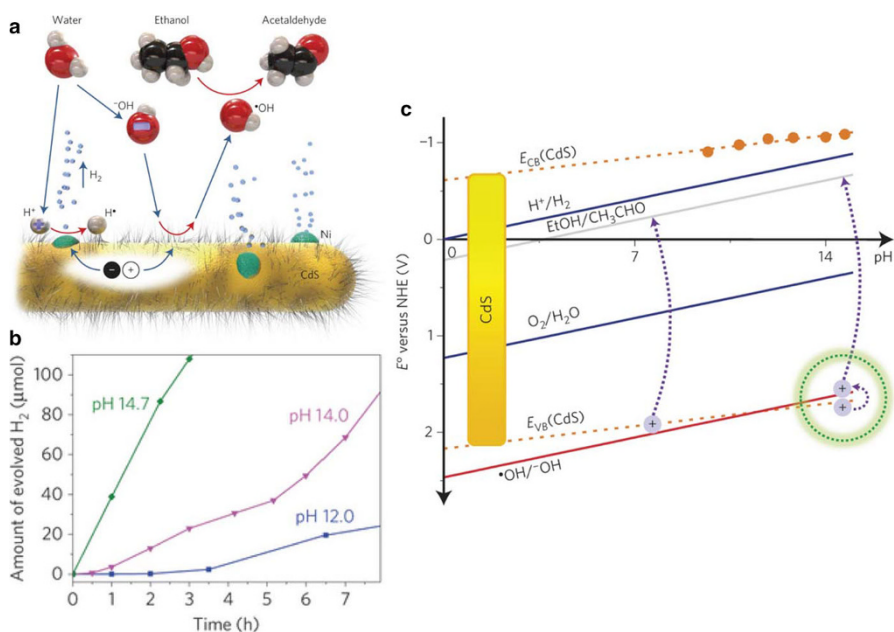 a
Water
Ethanol
Acetaldehyde
⁻OH
•OH
H₂
H⁺
H•
Ni
−
+
CdS
b
Amount of evolved H₂ (μmol)
100
80
60
40
20
0
pH 14.7
pH 14.0
pH 12.0
0 1 2 3 4 5 6 7
Time (h)
c
E° versus NHE (V)
−1
0
1
2
E_CB(CdS)
H⁺/H₂
EtOH/CH₃CHO
0 7 14 pH
CdS
O₂/H₂O
+
+
+
E_VB(CdS)
•OH/⁻OH